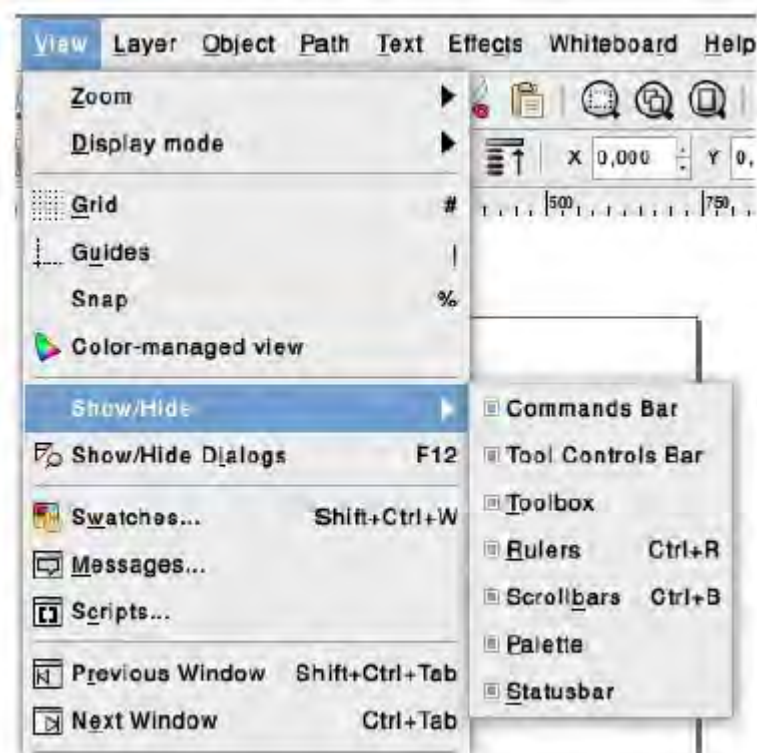 View Layer Object Path Text Effects Whiteboard Help
Zoom
Display mode
X 0,000 Y 0,
Grid #
500 750
Guides |
Snap %
Color-managed view
Show/Hide
Commands Bar
Show/Hide Dialogs F12
Tool Controls Bar
Swatches... Shift+Ctrl+W
Toolbox
Messages...
Rulers Ctrl+R
Scripts...
Scrollbars Ctrl+B
Palette
Previous Window Shift+Ctrl+Tab
Statusbar
Next Window Ctrl+Tab